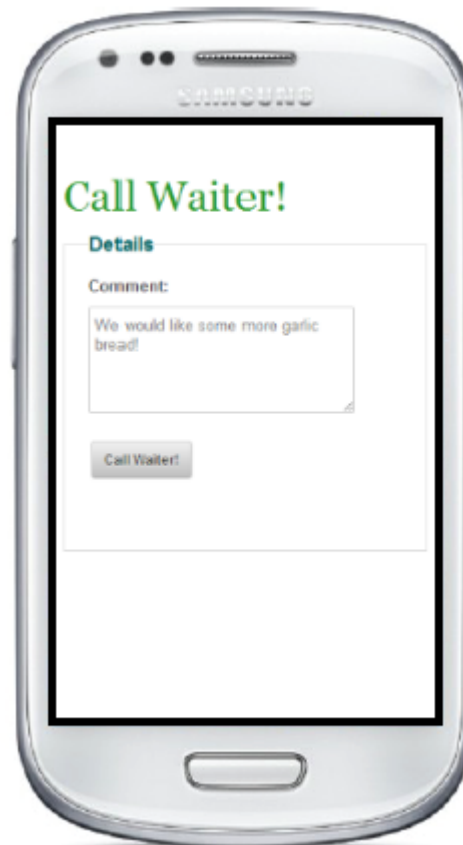 SAMSUNG
Call Waiter!
Details
Comment:
We would like some more garlic
bread!
Call Waiter!